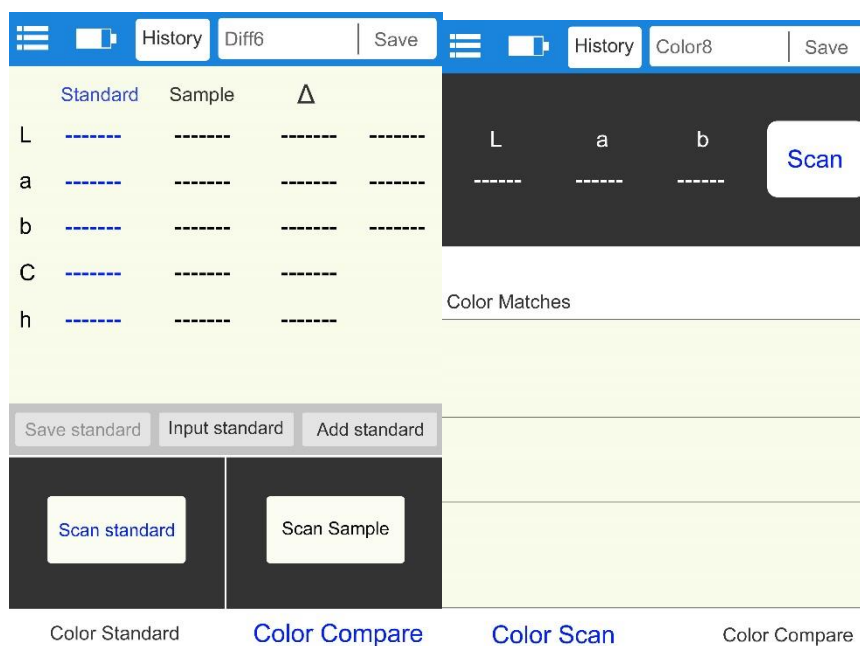 History Diff6 Save
Standard Sample Δ
L ------- ------- ------- -------
a ------- ------- ------- -------
b ------- ------- ------- -------
C ------- ------- -------
h ------- ------- -------
Save standard Input standard Add standard
Scan standard Scan Sample
Color Standard Color Compare
History Color8 Save
L a b
------ ------ ------
Scan
Color Matches
Color Scan Color Compare